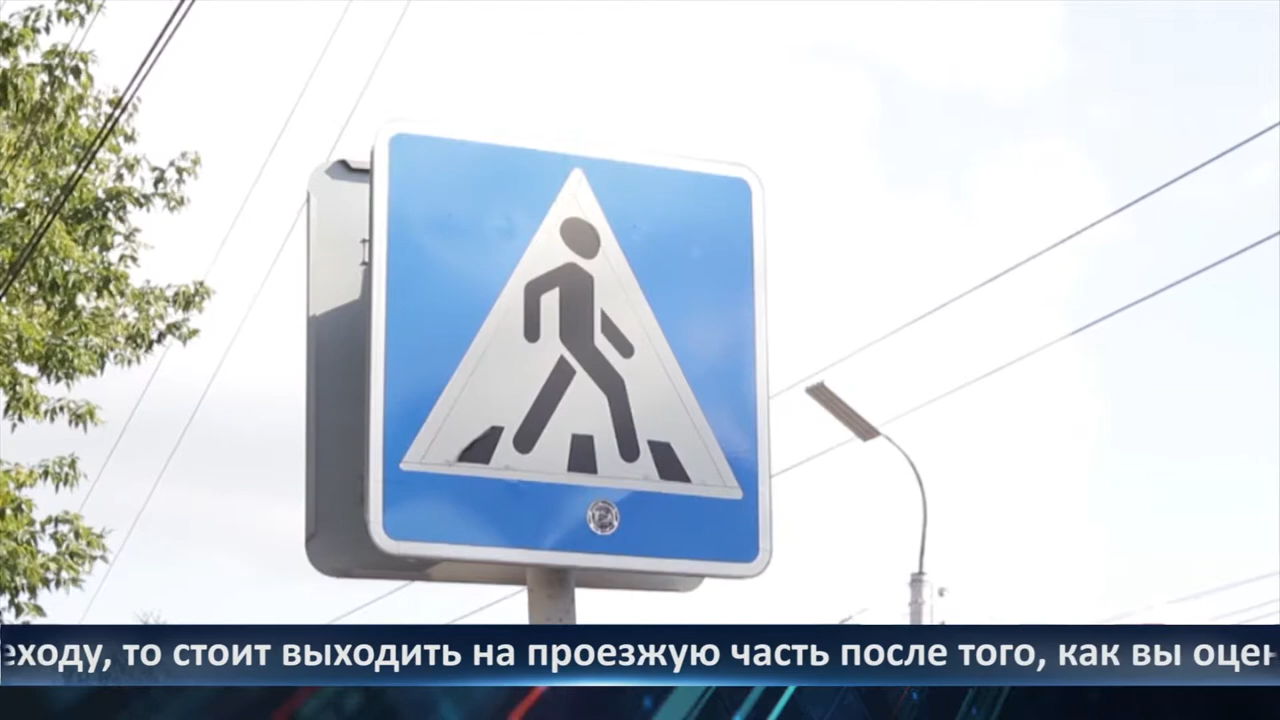 еходу, то стоит выходить на проезжую часть после того, как вы оцен